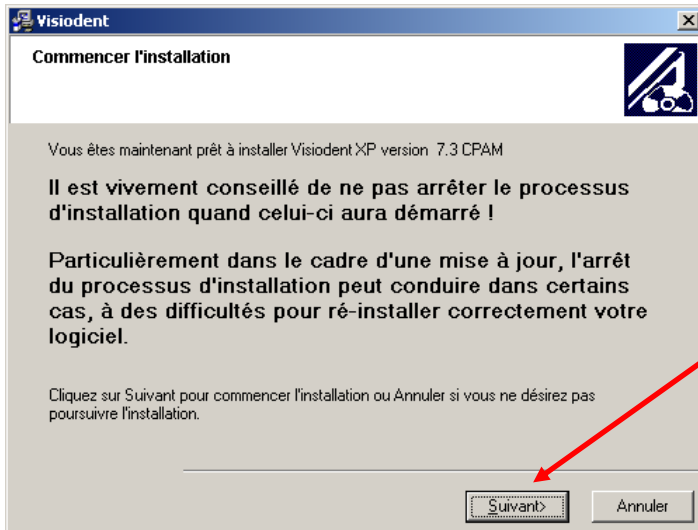 Visiodent
Commencer l'installation
Vous êtes maintenant prêt à installer Visiodent XP version 7.3 CPAM
Il est vivement conseillé de ne pas arrêter le processus
d'installation quand celui-ci aura démarré !
Particulièrement dans le cadre d'une mise à jour, l'arrêt
du processus d'installation peut conduire dans certains
cas, à des difficultés pour ré-installer correctement votre
logiciel.
Cliquez sur Suivant pour commencer l'installation ou Annuler si vous ne désirez pas
poursuivre l'installation.
Suivant> Annuler